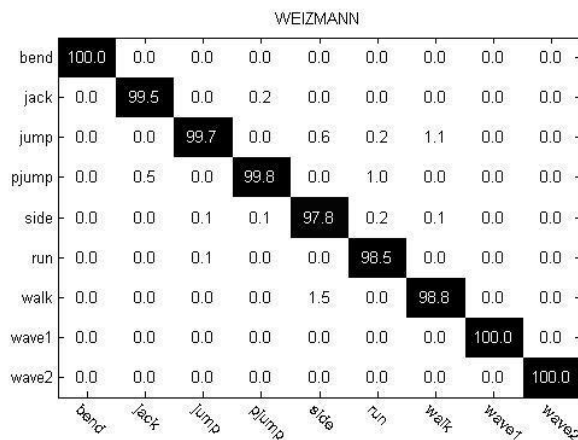 WEIZMANN
bend 100.0 0.0 0.0 0.0 0.0 0.0 0.0 0.0 0.0
jack 0.0 99.5 0.0 0.2 0.0 0.0 0.0 0.0 0.0
jump 0.0 0.0 99.7 0.0 0.6 0.2 1.1 0.0 0.0
pjump 0.0 0.5 0.0 99.8 0.0 1.0 0.0 0.0 0.0
side 0.0 0.0 0.1 0.1 97.8 0.2 0.1 0.0 0.0
run 0.0 0.0 0.1 0.0 0.0 98.5 0.0 0.0 0.0
walk 0.0 0.0 0.0 0.0 1.5 0.0 98.8 0.0 0.0
wave1 0.0 0.0 0.0 0.0 0.0 0.0 0.0 100.0 0.0
wave2 0.0 0.0 0.0 0.0 0.0 0.0 0.0 0.0 100.0
bend jack jump pjump side run walk wave1 wave2